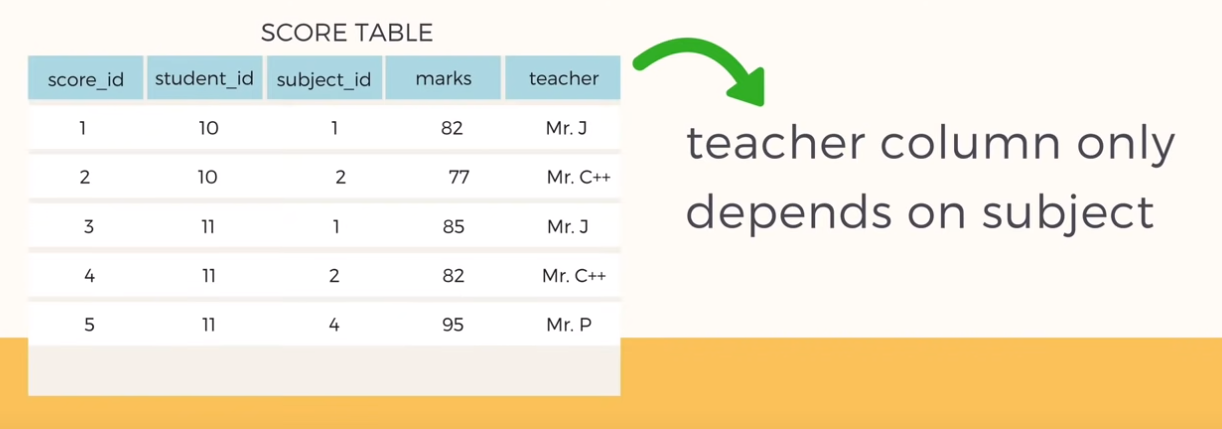 SCORE TABLE
score_id student_id subject_id marks teacher
1 10 1 82 Mr. J
2 10 2 77 Mr. C++
3 11 1 85 Mr. J
4 11 2 82 Mr. C++
5 11 4 95 Mr. P
teacher column only
depends on subject